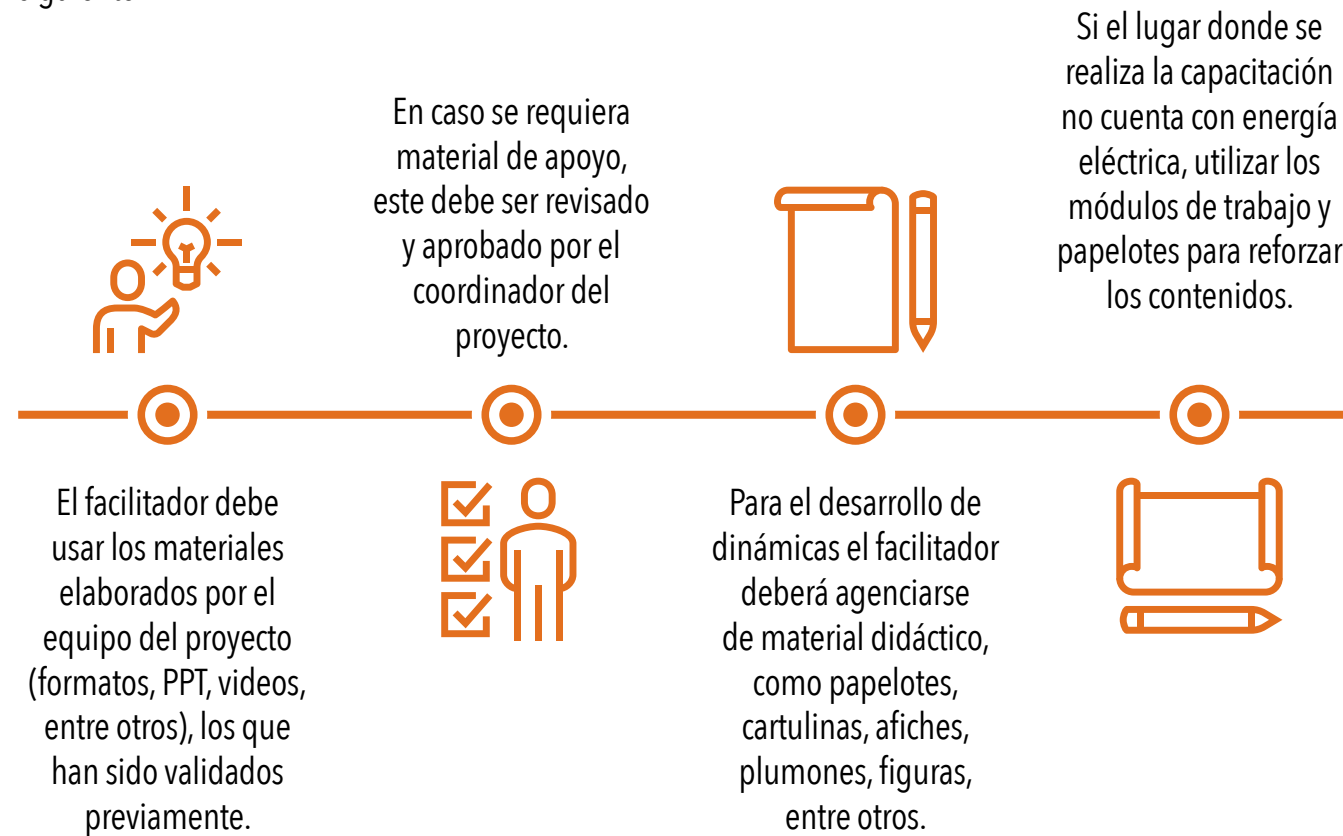 El facilitador debe
usar los materiales
elaborados por el
equipo del proyecto
(formatos, PPT, videos,
entre otros), los que
han sido validados
previamente.
En caso se requiera
material de apoyo,
este debe ser revisado
y aprobado por el
coordinador del
proyecto.
Para el desarrollo de
dinámicas el facilitador
deberá agenciarse
de material didáctico,
como papelotes,
cartulinas, afiches,
plumones, figuras,
entre otros.
Si el lugar donde se
realiza la capacitación
no cuenta con energía
eléctrica, utilizar los
módulos de trabajo y
papelotes para reforzar
los contenidos.